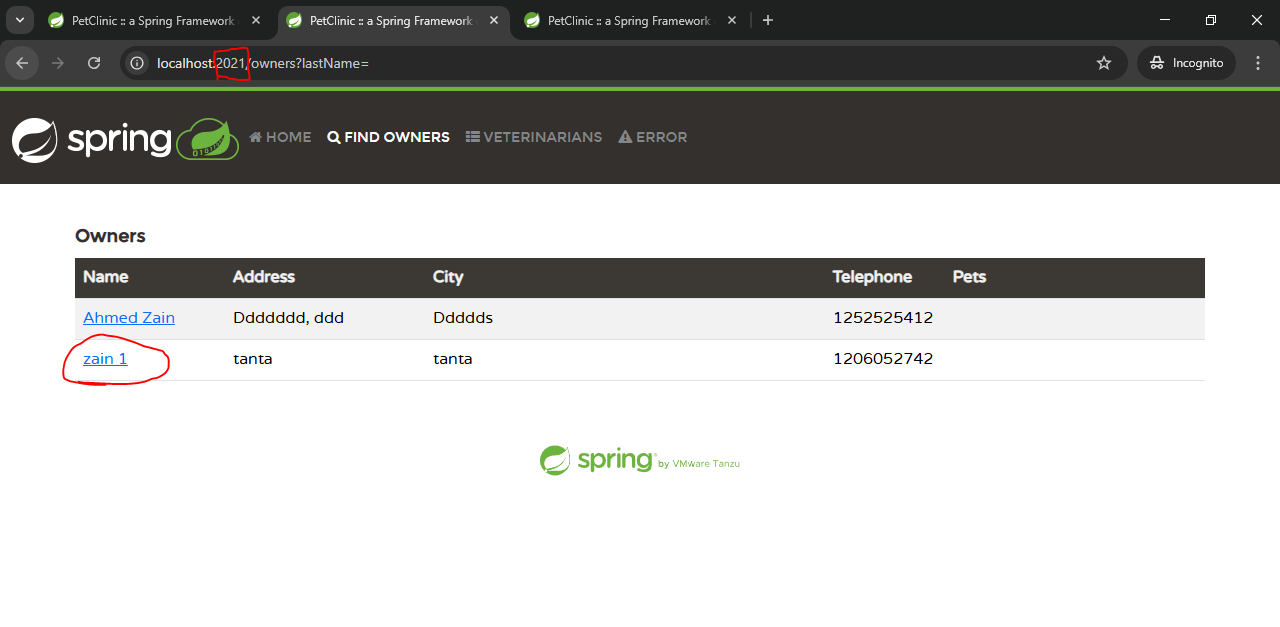 PetClinic :: a Spring Framework PetClinic :: a Spring Framework PetClinic :: a Spring Framework
localhost:2021/owners?lastName= Incognito
spring HOME FIND OWNERS VETERINARIANS ERROR
Owners
Name Address City Telephone Pets
Ahmed Zain Ddddddd, ddd Ddddds 1252525412
zain 1 tanta tanta 1206052742
spring by VMware Tanzu